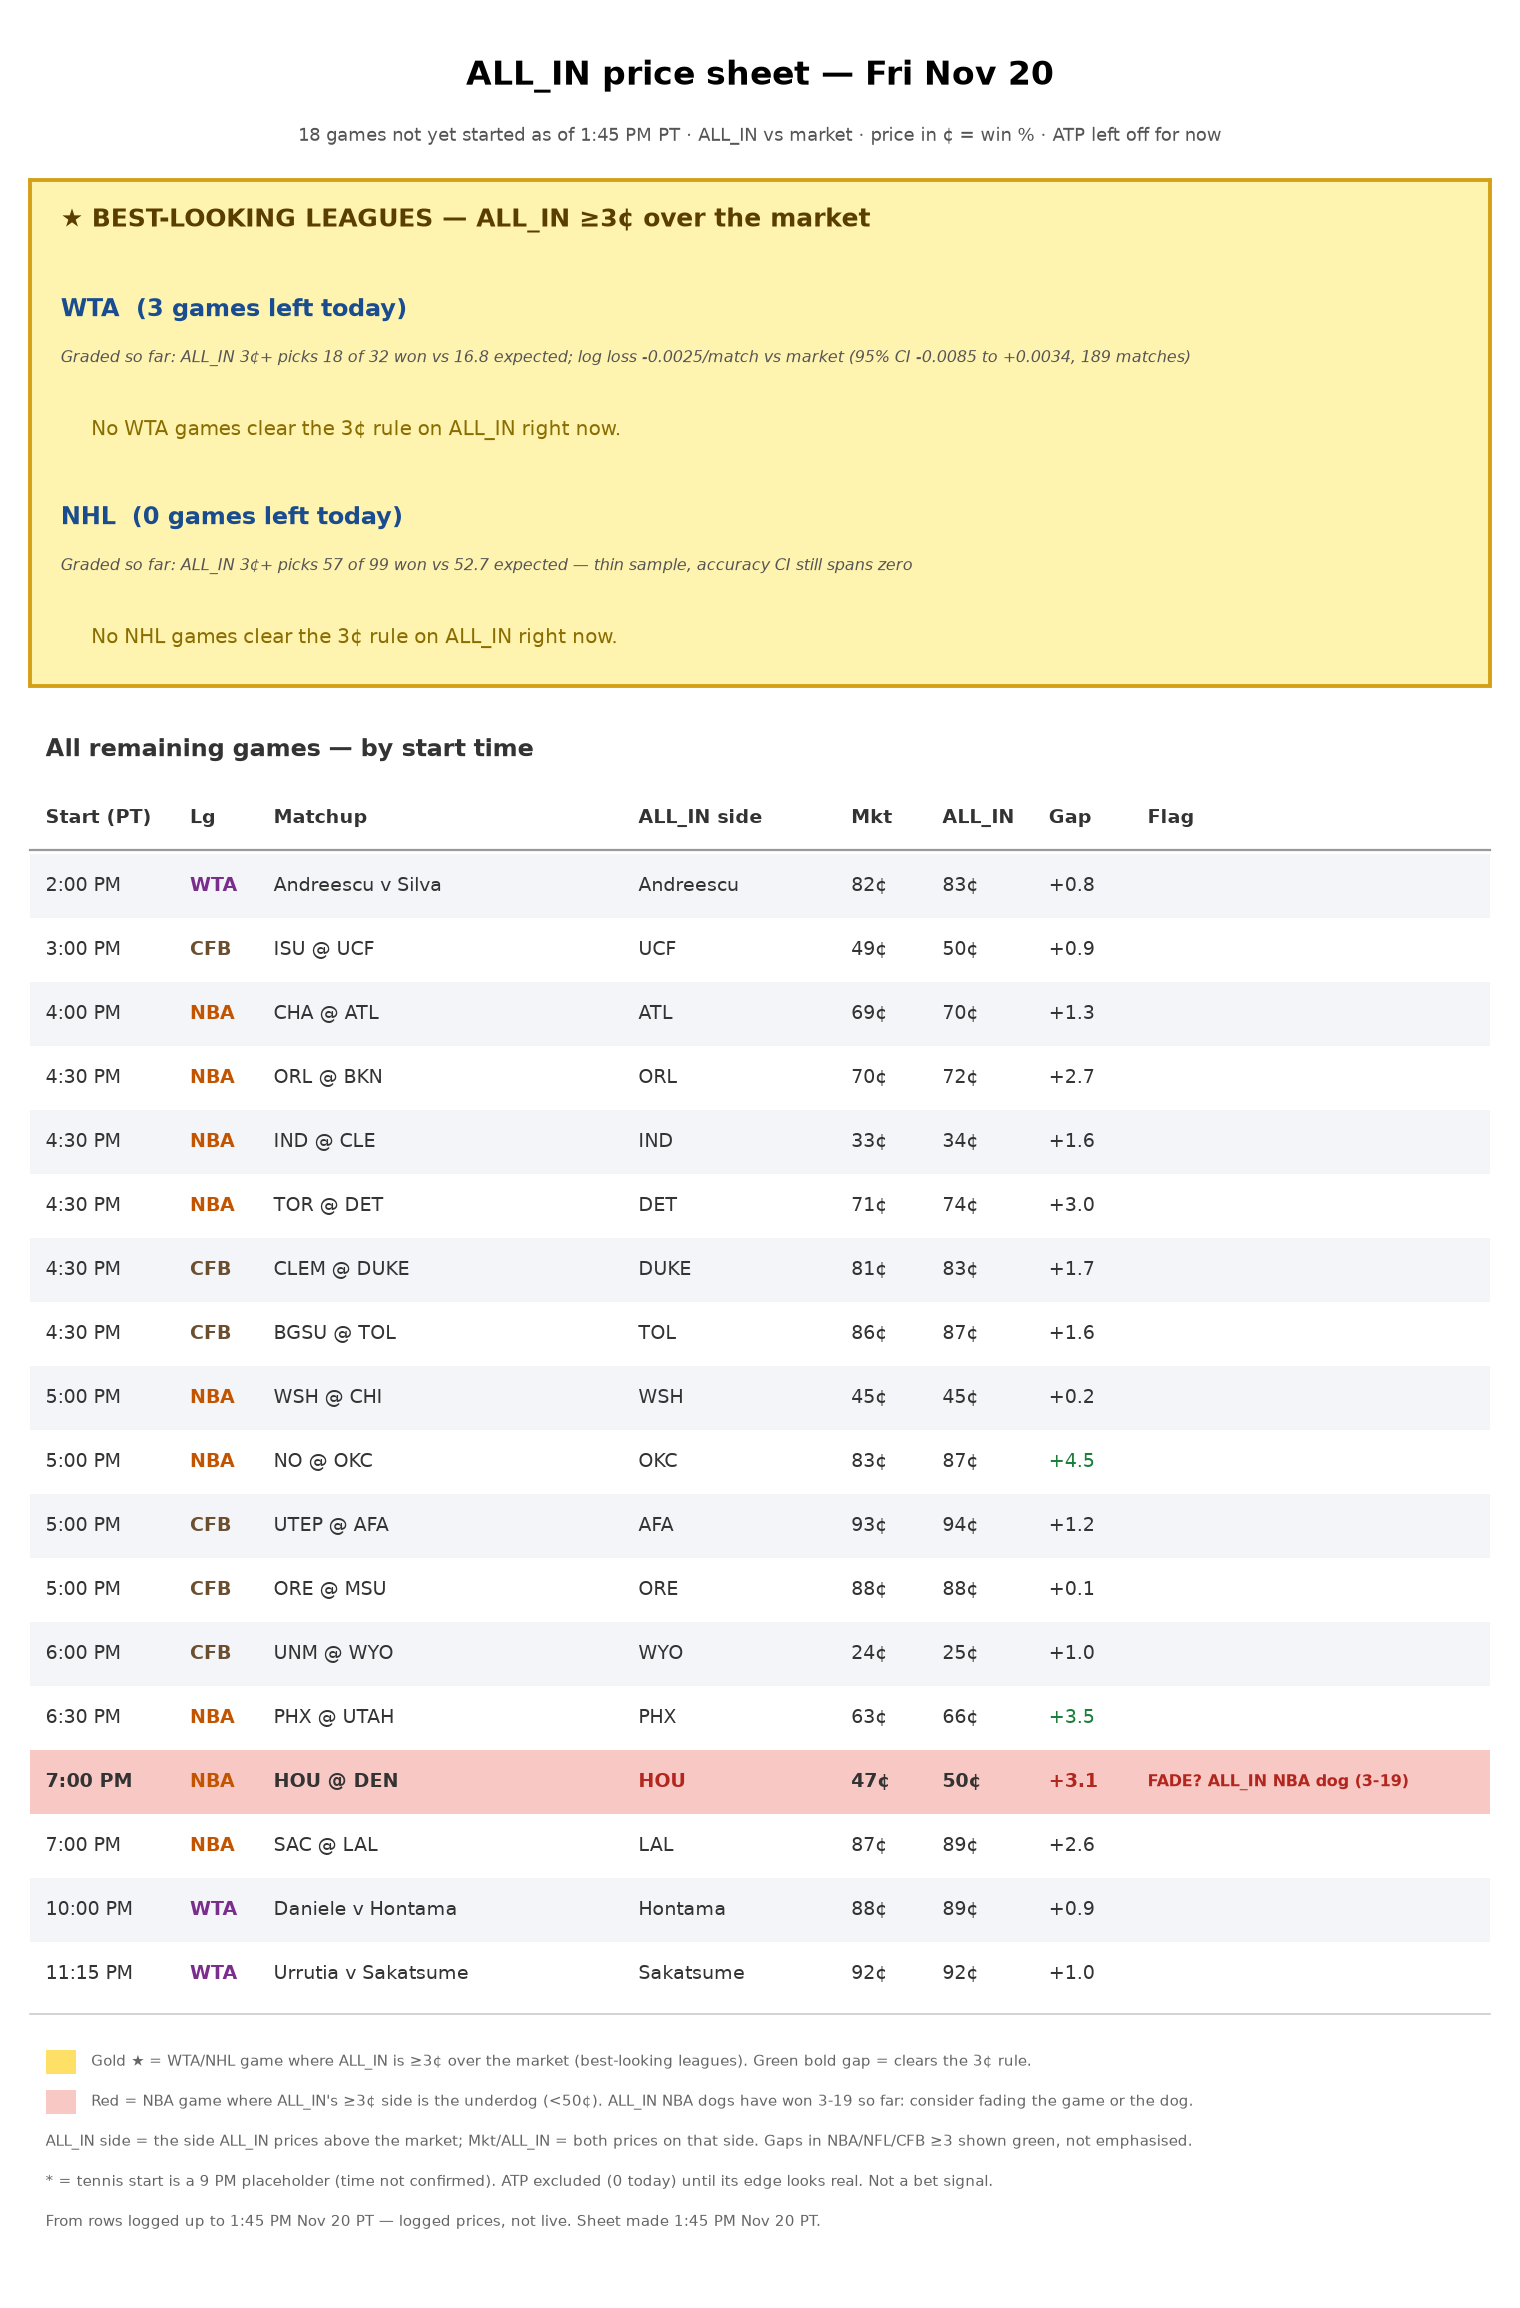 ALL_IN price sheet — Fri Nov 20
18 games not yet started as of 1:45 PM PT · ALL_IN vs market · price in ¢ = win % · ATP left off for now
★ BEST-LOOKING LEAGUES — ALL_IN ≥3¢ over the market
WTA (3 games left today)
Graded so far: ALL_IN 3¢+ picks 18 of 32 won vs 16.8 expected; log loss -0.0025/match vs market (95% CI -0.0085 to +0.0034, 189 matches)
No WTA games clear the 3¢ rule on ALL_IN right now.
NHL (0 games left today)
Graded so far: ALL_IN 3¢+ picks 57 of 99 won vs 52.7 expected — thin sample, accuracy CI still spans zero
No NHL games clear the 3¢ rule on ALL_IN right now.
All remaining games — by start time
Start (PT) Lg Matchup ALL_IN side Mkt ALL_IN Gap Flag
2:00 PM WTA Andreescu v Silva Andreescu 82¢ 83¢ +0.8
3:00 PM CFB ISU @ UCF UCF 49¢ 50¢ +0.9
4:00 PM NBA CHA @ ATL ATL 69¢ 70¢ +1.3
4:30 PM NBA ORL @ BKN ORL 70¢ 72¢ +2.7
4:30 PM NBA IND @ CLE IND 33¢ 34¢ +1.6
4:30 PM NBA TOR @ DET DET 71¢ 74¢ +3.0
4:30 PM CFB CLEM @ DUKE DUKE 81¢ 83¢ +1.7
4:30 PM CFB BGSU @ TOL TOL 86¢ 87¢ +1.6
5:00 PM NBA WSH @ CHI WSH 45¢ 45¢ +0.2
5:00 PM NBA NO @ OKC OKC 83¢ 87¢ +4.5
5:00 PM CFB UTEP @ AFA AFA 93¢ 94¢ +1.2
5:00 PM CFB ORE @ MSU ORE 88¢ 88¢ +0.1
6:00 PM CFB UNM @ WYO WYO 24¢ 25¢ +1.0
6:30 PM NBA PHX @ UTAH PHX 63¢ 66¢ +3.5
7:00 PM NBA HOU @ DEN HOU 47¢ 50¢ +3.1 FADE? ALL_IN NBA dog (3-19)
7:00 PM NBA SAC @ LAL LAL 87¢ 89¢ +2.6
10:00 PM WTA Daniele v Hontama Hontama 88¢ 89¢ +0.9
11:15 PM WTA Urrutia v Sakatsume Sakatsume 92¢ 92¢ +1.0
Gold ★ = WTA/NHL game where ALL_IN is ≥3¢ over the market (best-looking leagues). Green bold gap = clears the 3¢ rule.
Red = NBA game where ALL_IN's ≥3¢ side is the underdog (<50¢). ALL_IN NBA dogs have won 3-19 so far: consider fading the game or the dog.
ALL_IN side = the side ALL_IN prices above the market; Mkt/ALL_IN = both prices on that side. Gaps in NBA/NFL/CFB ≥3 shown green, not emphasised.
* = tennis start is a 9 PM placeholder (time not confirmed). ATP excluded (0 today) until its edge looks real. Not a bet signal.
From rows logged up to 1:45 PM Nov 20 PT — logged prices, not live. Sheet made 1:45 PM Nov 20 PT.